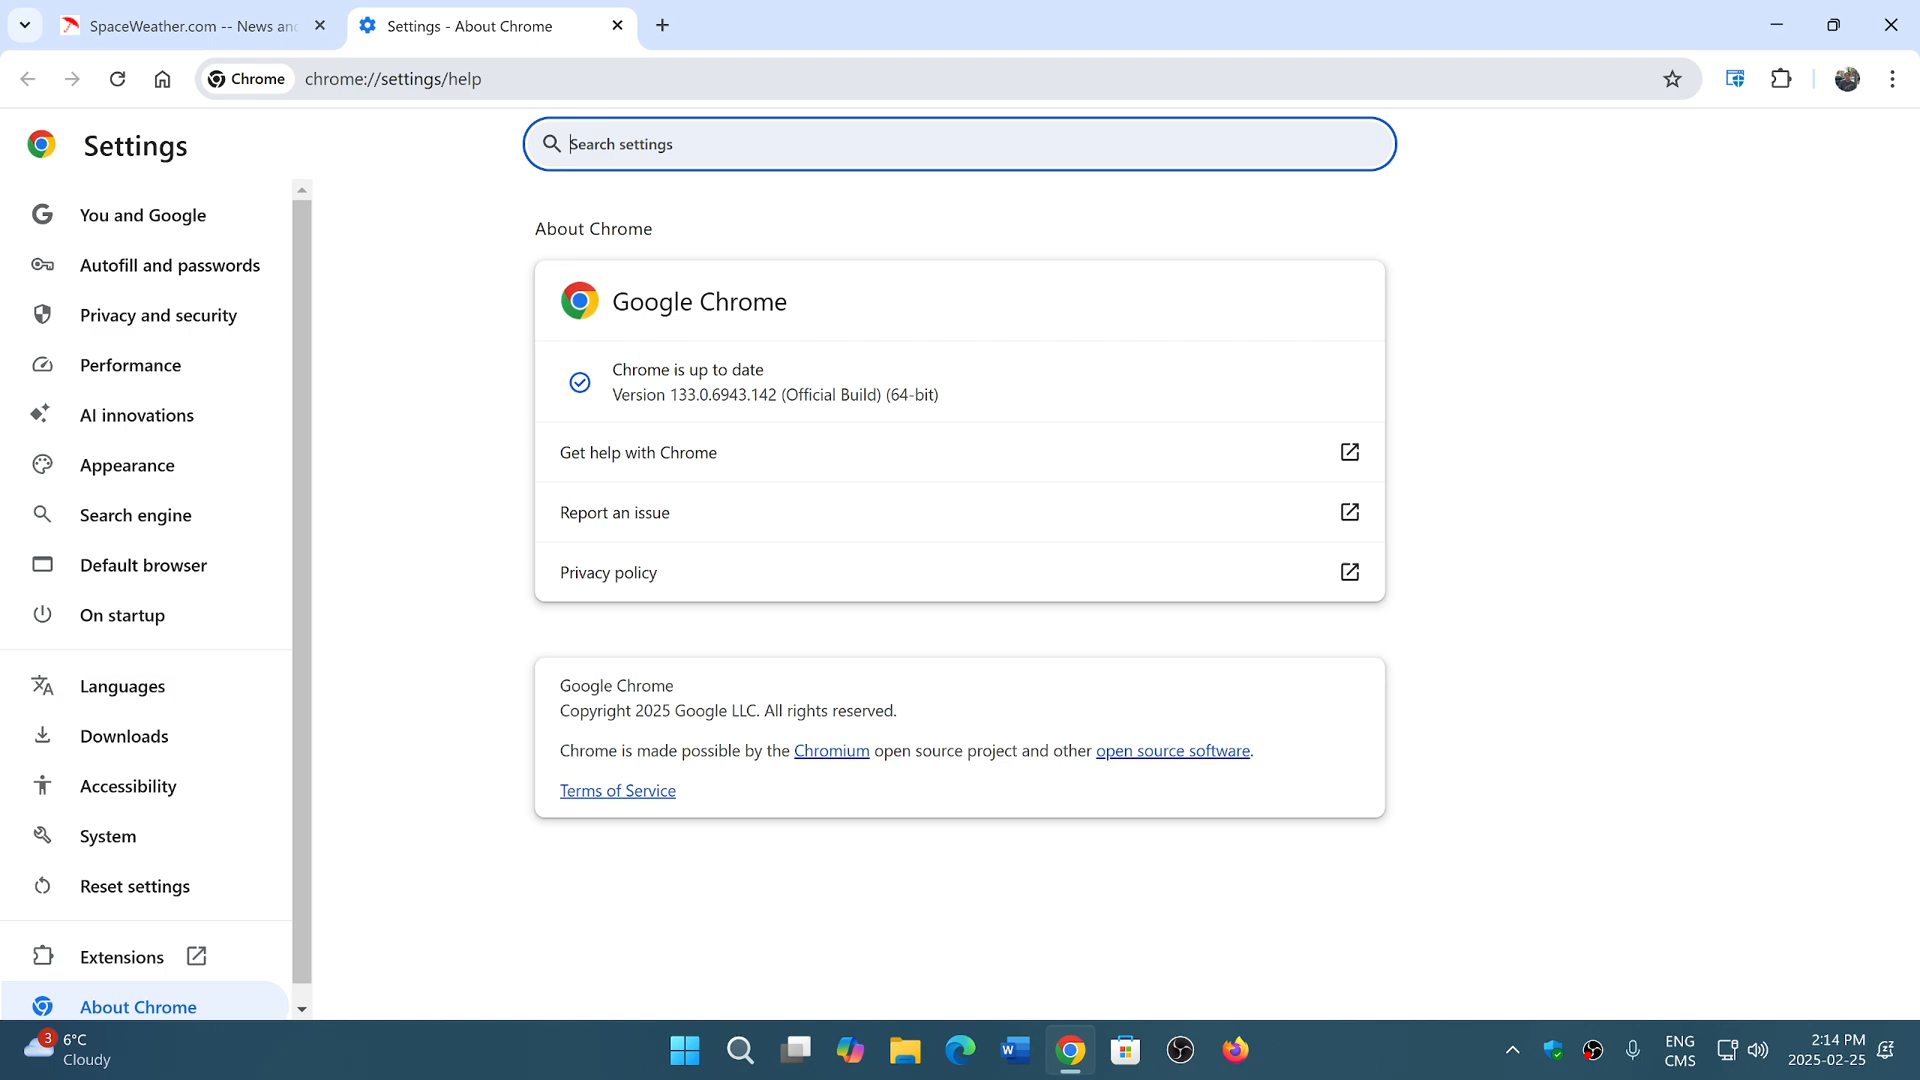 SpaceWeather.com -- News and
Settings - About Chrome
Chrome
chrome://settings/help
Settings
Search settings
You and Google
Autofill and passwords
Privacy and security
Performance
AI innovations
Appearance
Search engine
Default browser
On startup
Languages
Downloads
Accessibility
System
Reset settings
Extensions
About Chrome
About Chrome
Google Chrome
Chrome is up to date
Version 133.0.6943.142 (Official Build) (64-bit)
Get help with Chrome
Report an issue
Privacy policy
Google Chrome
Copyright 2025 Google LLC. All rights reserved.
Chrome is made possible by the Chromium open source project and other open source software.
Terms of Service
3
6°C
Cloudy
W
ENG
CMS
2:14 PM
2025-02-25